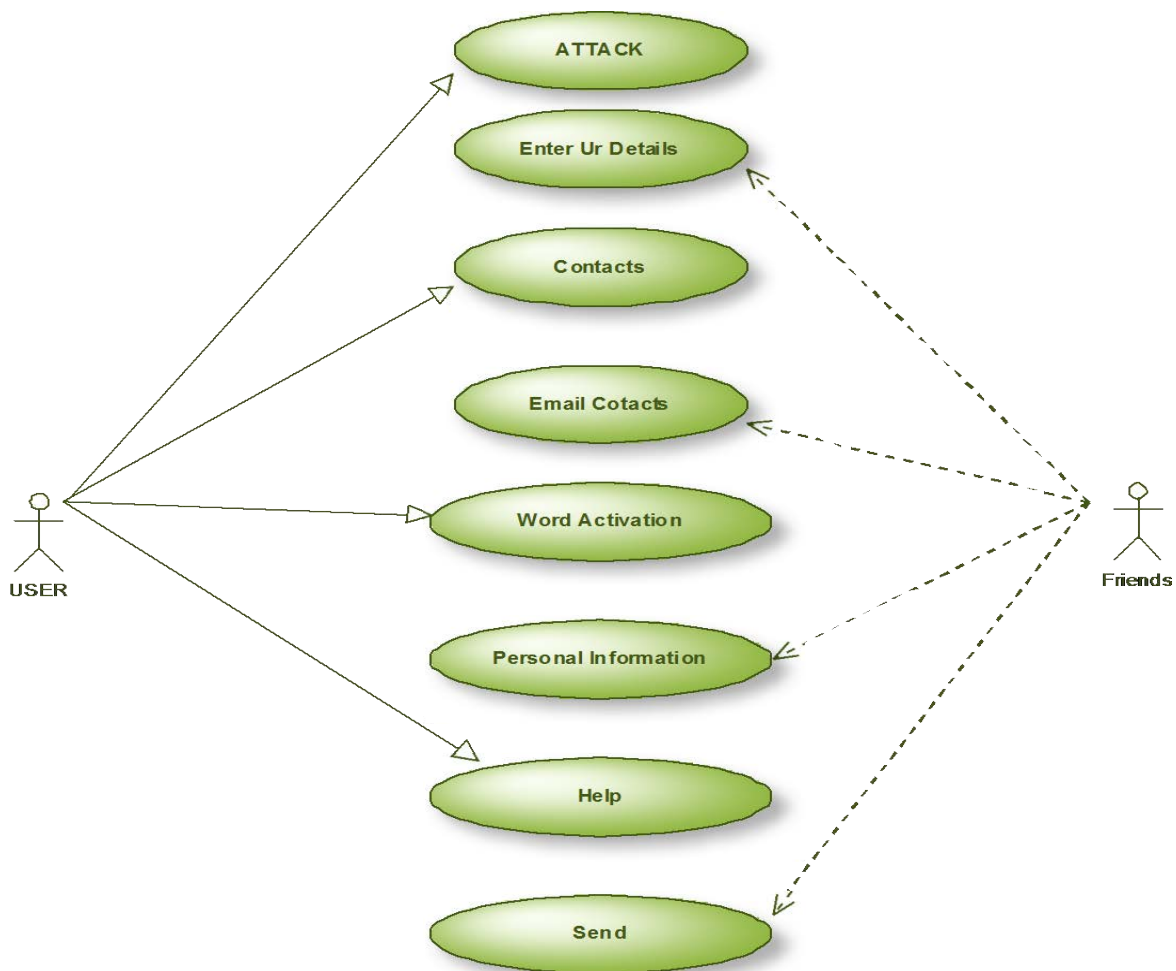 ATTACK
Enter Ur Details
Contacts
Email Cotacts
Word Activation
USER
Friends
Personal Information
Help
Send